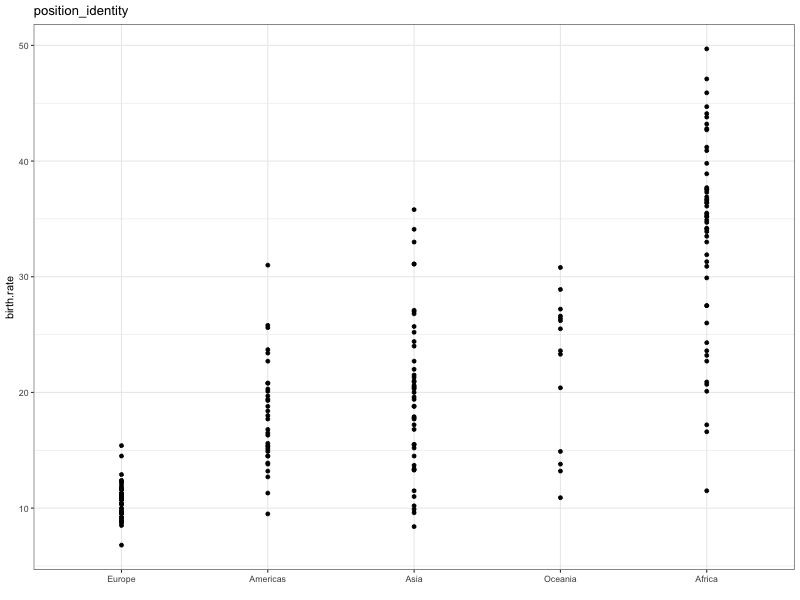 position_identity
birth.rate
50
40
30
20
10
Europe
Americas
Asia
Oceania
Africa